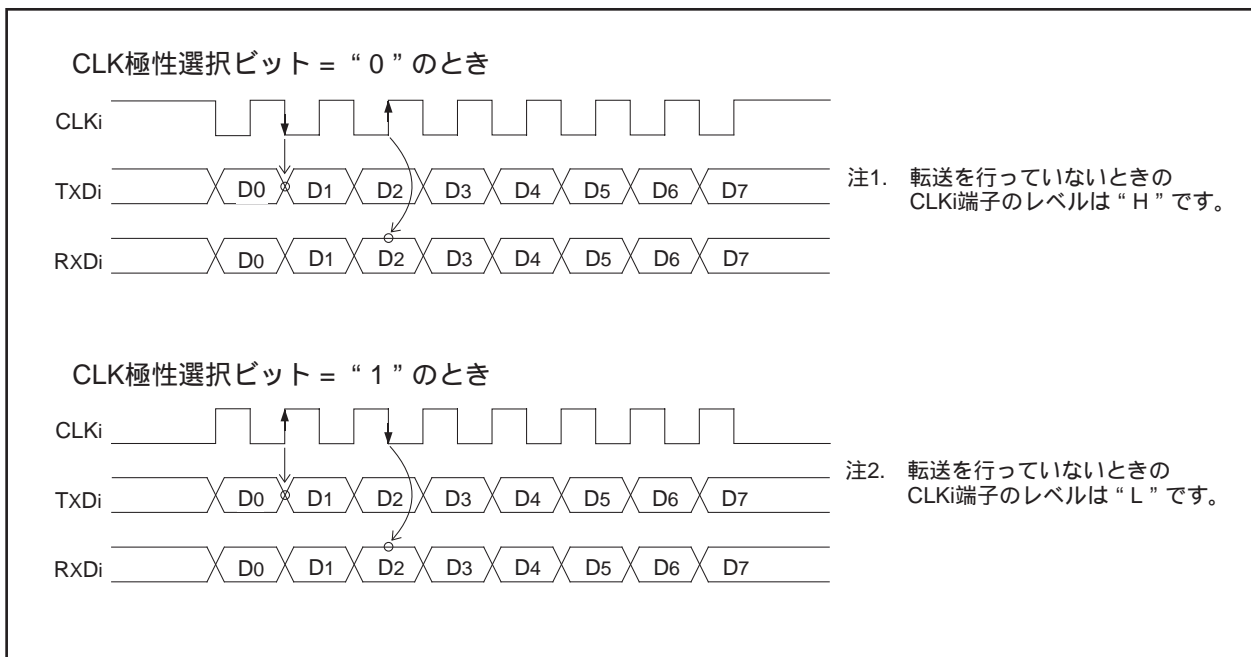 CLK極性選択ビット = “ 0 ” のとき
CLKi
TXDi D0 D1 D2 D3 D4 D5 D6 D7
RXDi D0 D1 D2 D3 D4 D5 D6 D7
注1. 転送を行っていないときの
CLKi端子のレベルは “ H ” です。
CLK極性選択ビット = “ 1 ” のとき
CLKi
TXDi D0 D1 D2 D3 D4 D5 D6 D7
RXDi D0 D1 D2 D3 D4 D5 D6 D7
注2. 転送を行っていないときの
CLKi端子のレベルは “ L ” です。